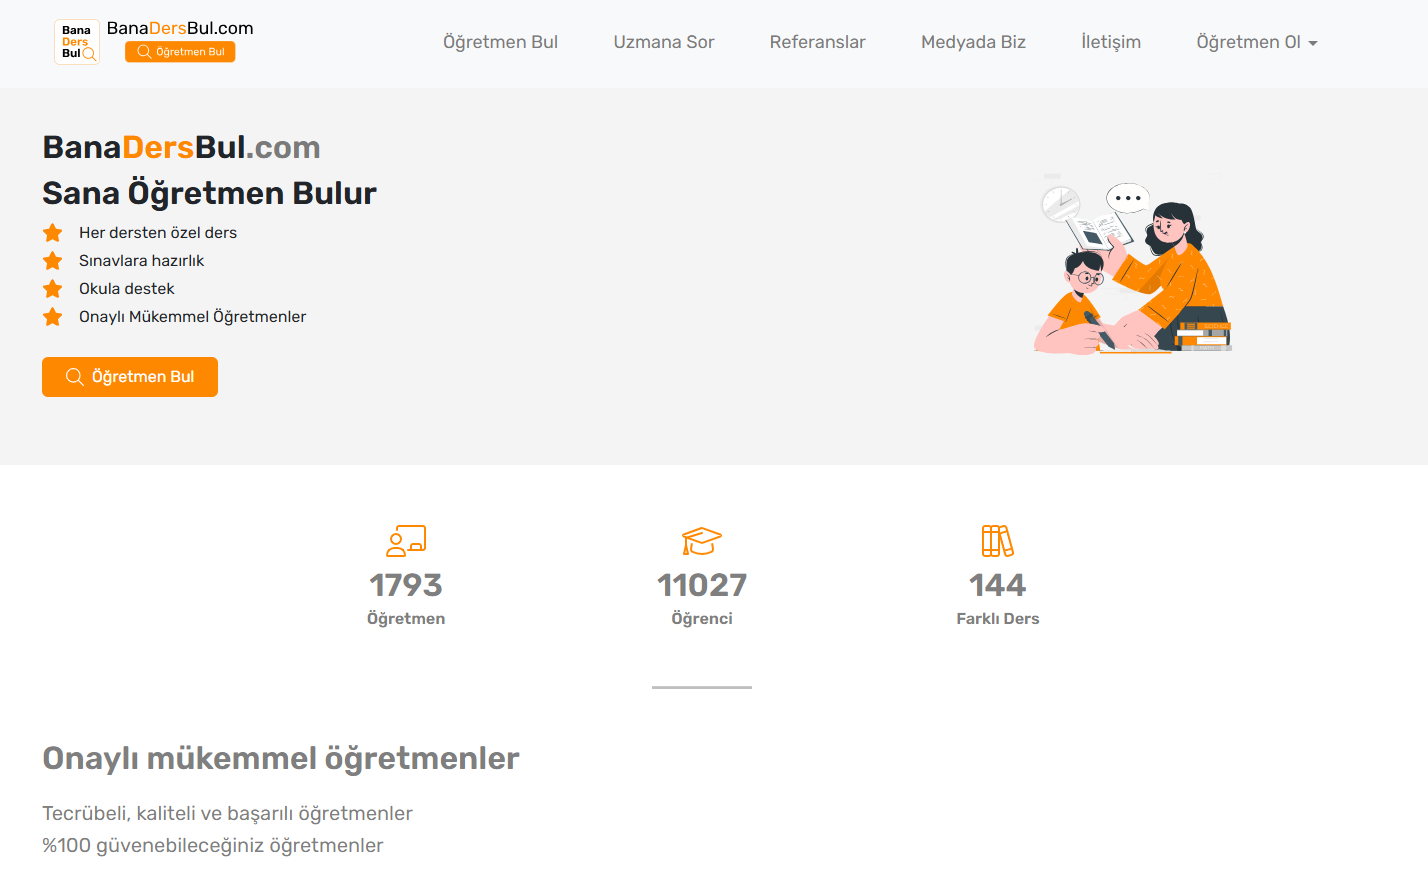 Bana
Ders
Bul
BanaDersBul.com
Öğretmen Bul
Öğretmen Bul
Uzmana Sor
Referanslar
Medyada Biz
İletişim
Öğretmen Ol
BanaDersBul.com
Sana Öğretmen Bulur
Her dersten özel ders
Sınavlara hazırlık
Okula destek
Onaylı Mükemmel Öğretmenler
Öğretmen Bul
1793
Öğretmen
11027
Öğrenci
144
Farklı Ders
Onaylı mükemmel öğretmenler
Tecrübeli, kaliteli ve başarılı öğretmenler
%100 güvenebileceğiniz öğretmenler